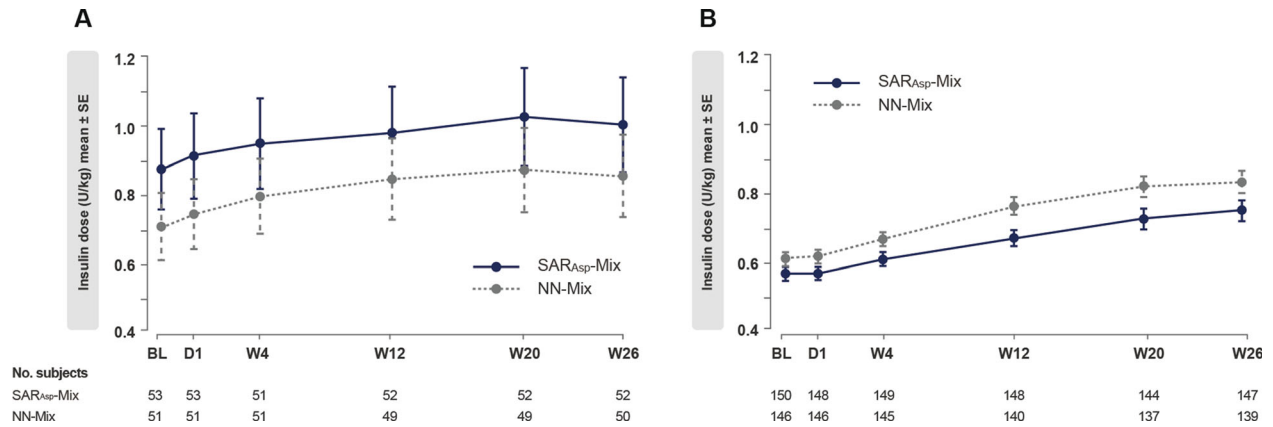 A
Insulin dose (U/kg) mean ± SE
1.2
1.0
0.8
0.6
0.4
SARAsp-Mix
NN-Mix
BL D1 W4 W12 W20 W26
B
Insulin dose (U/kg) mean ± SE
1.2
1.0
0.8
0.6
0.4
SARAsp-Mix
NN-Mix
BL D1 W4 W12 W20 W26
No. subjects
SARAsp-Mix 53 53 51 52 52 52 150 148 149 148 144 147
NN-Mix 51 51 51 49 49 50 146 146 145 140 137 139